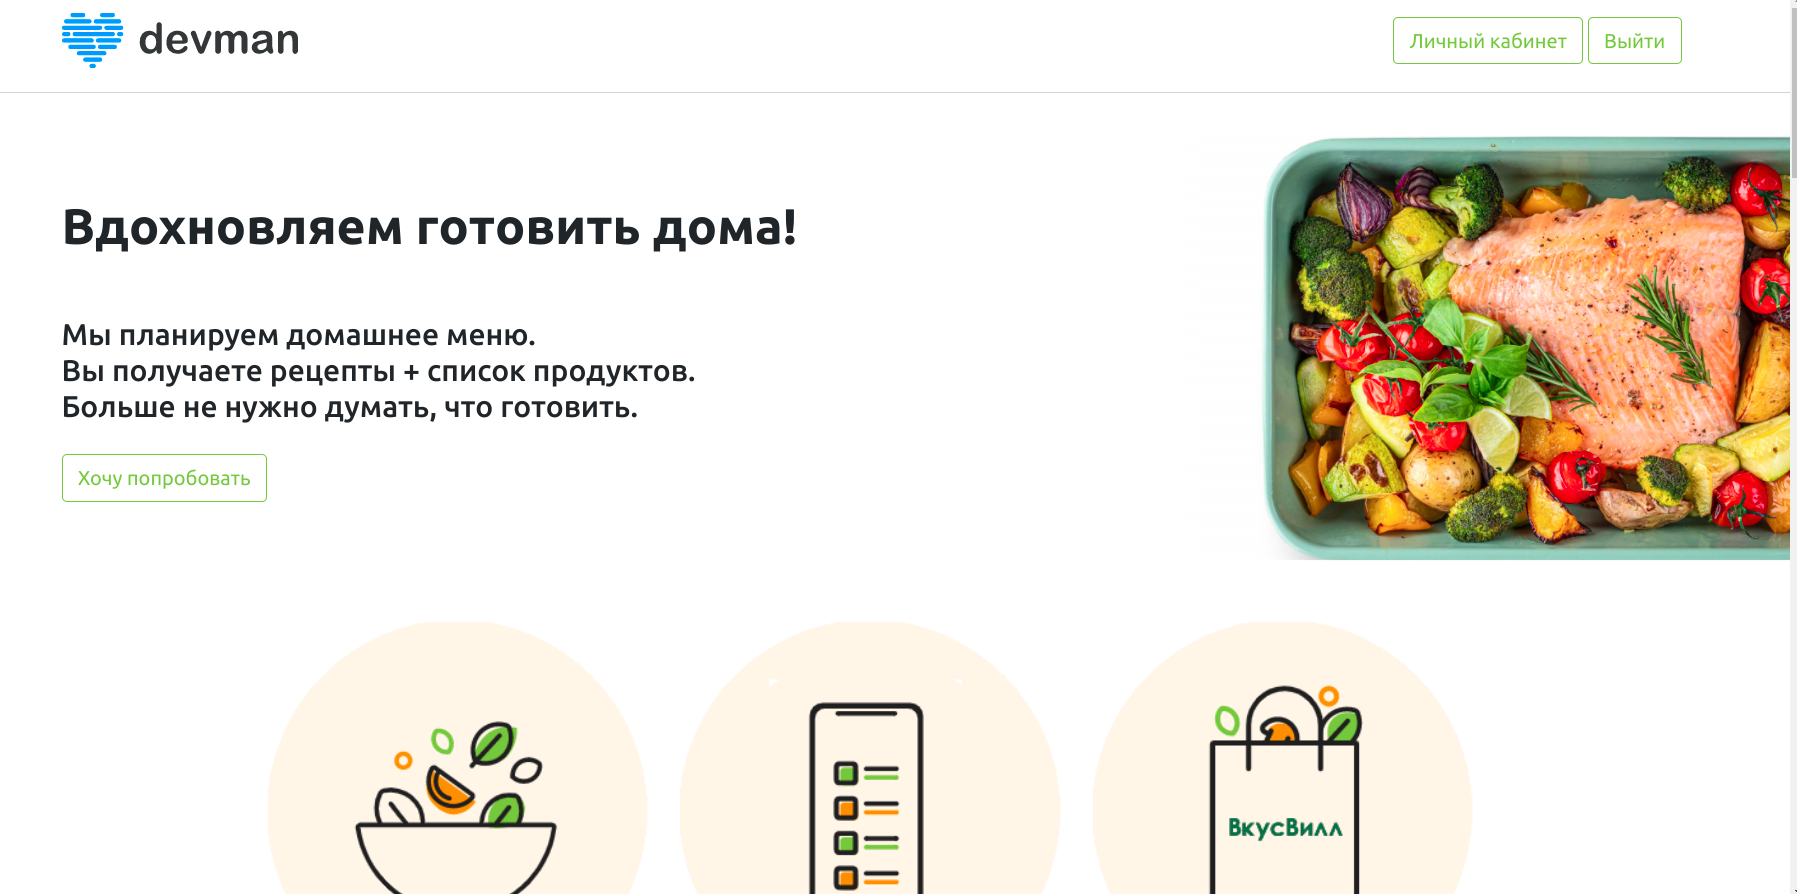 devman
Личный кабинет
Выйти
Вдохновляем готовить дома!
Мы планируем домашнее меню.
Вы получаете рецепты + список продуктов.
Больше не нужно думать, что готовить.
Хочу попробовать
ВкусВилл